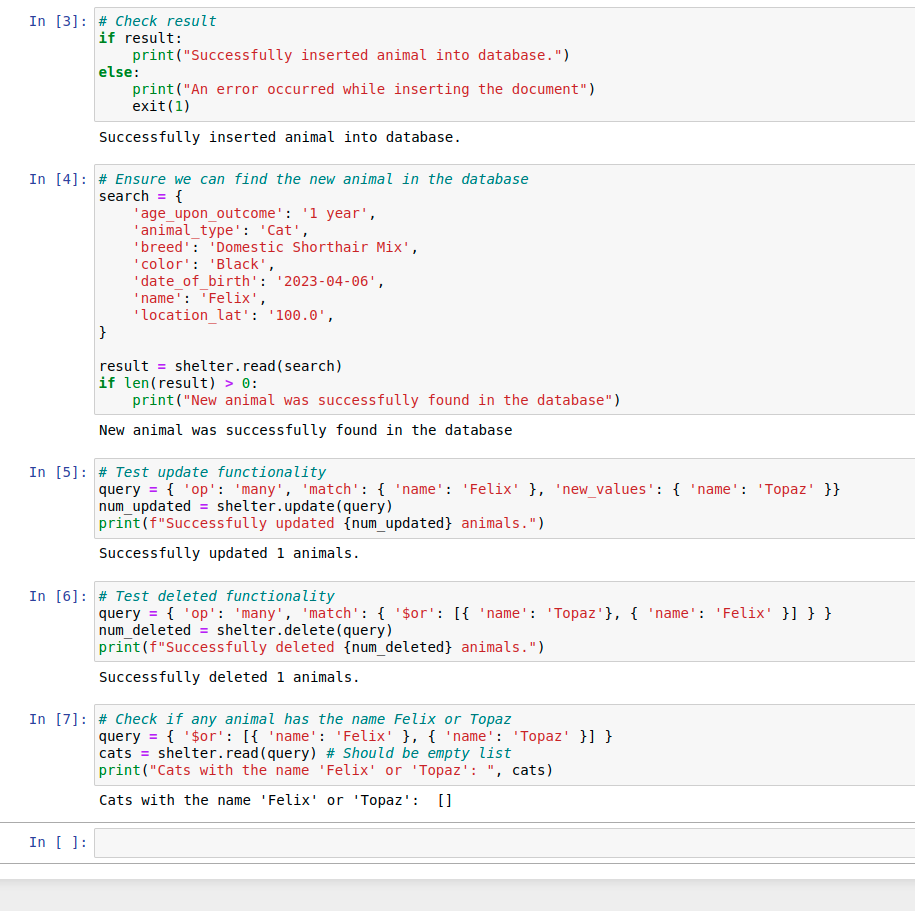 In [3]: # Check result
if result:
    print("Successfully inserted animal into database.")
else:
    print("An error occurred while inserting the document")
    exit(1)
Successfully inserted animal into database.
In [4]: # Ensure we can find the new animal in the database
search = {
    'age_upon_outcome': '1 year',
    'animal_type': 'Cat',
    'breed': 'Domestic Shorthair Mix',
    'color': 'Black',
    'date_of_birth': '2023-04-06',
    'name': 'Felix',
    'location_lat': '100.0',
}
result = shelter.read(search)
if len(result) > 0:
    print("New animal was successfully found in the database")
New animal was successfully found in the database
In [5]: # Test update functionality
query = { 'op': 'many', 'match': { 'name': 'Felix' }, 'new_values': { 'name': 'Topaz' }}
num_updated = shelter.update(query)
print(f"Successfully updated {num_updated} animals.")
Successfully updated 1 animals.
In [6]: # Test deleted functionality
query = { 'op': 'many', 'match': { '$or': [{ 'name': 'Topaz'}, { 'name': 'Felix' }] } }
num_deleted = shelter.delete(query)
print(f"Successfully deleted {num_deleted} animals.")
Successfully deleted 1 animals.
In [7]: # Check if any animal has the name Felix or Topaz
query = { '$or': [{ 'name': 'Felix' }, { 'name': 'Topaz' }] }
cats = shelter.read(query) # Should be empty list
print("Cats with the name 'Felix' or 'Topaz': ", cats)
Cats with the name 'Felix' or 'Topaz':  []
In [ ]: